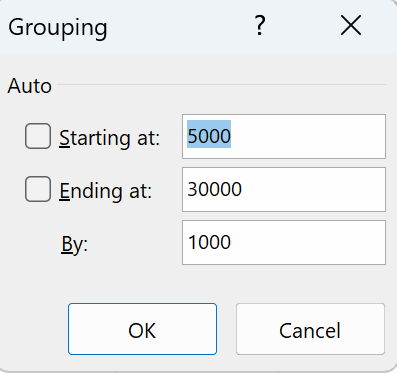 Grouping ?
Auto
Starting at: 5000
Ending at: 30000
By: 1000
OK Cancel